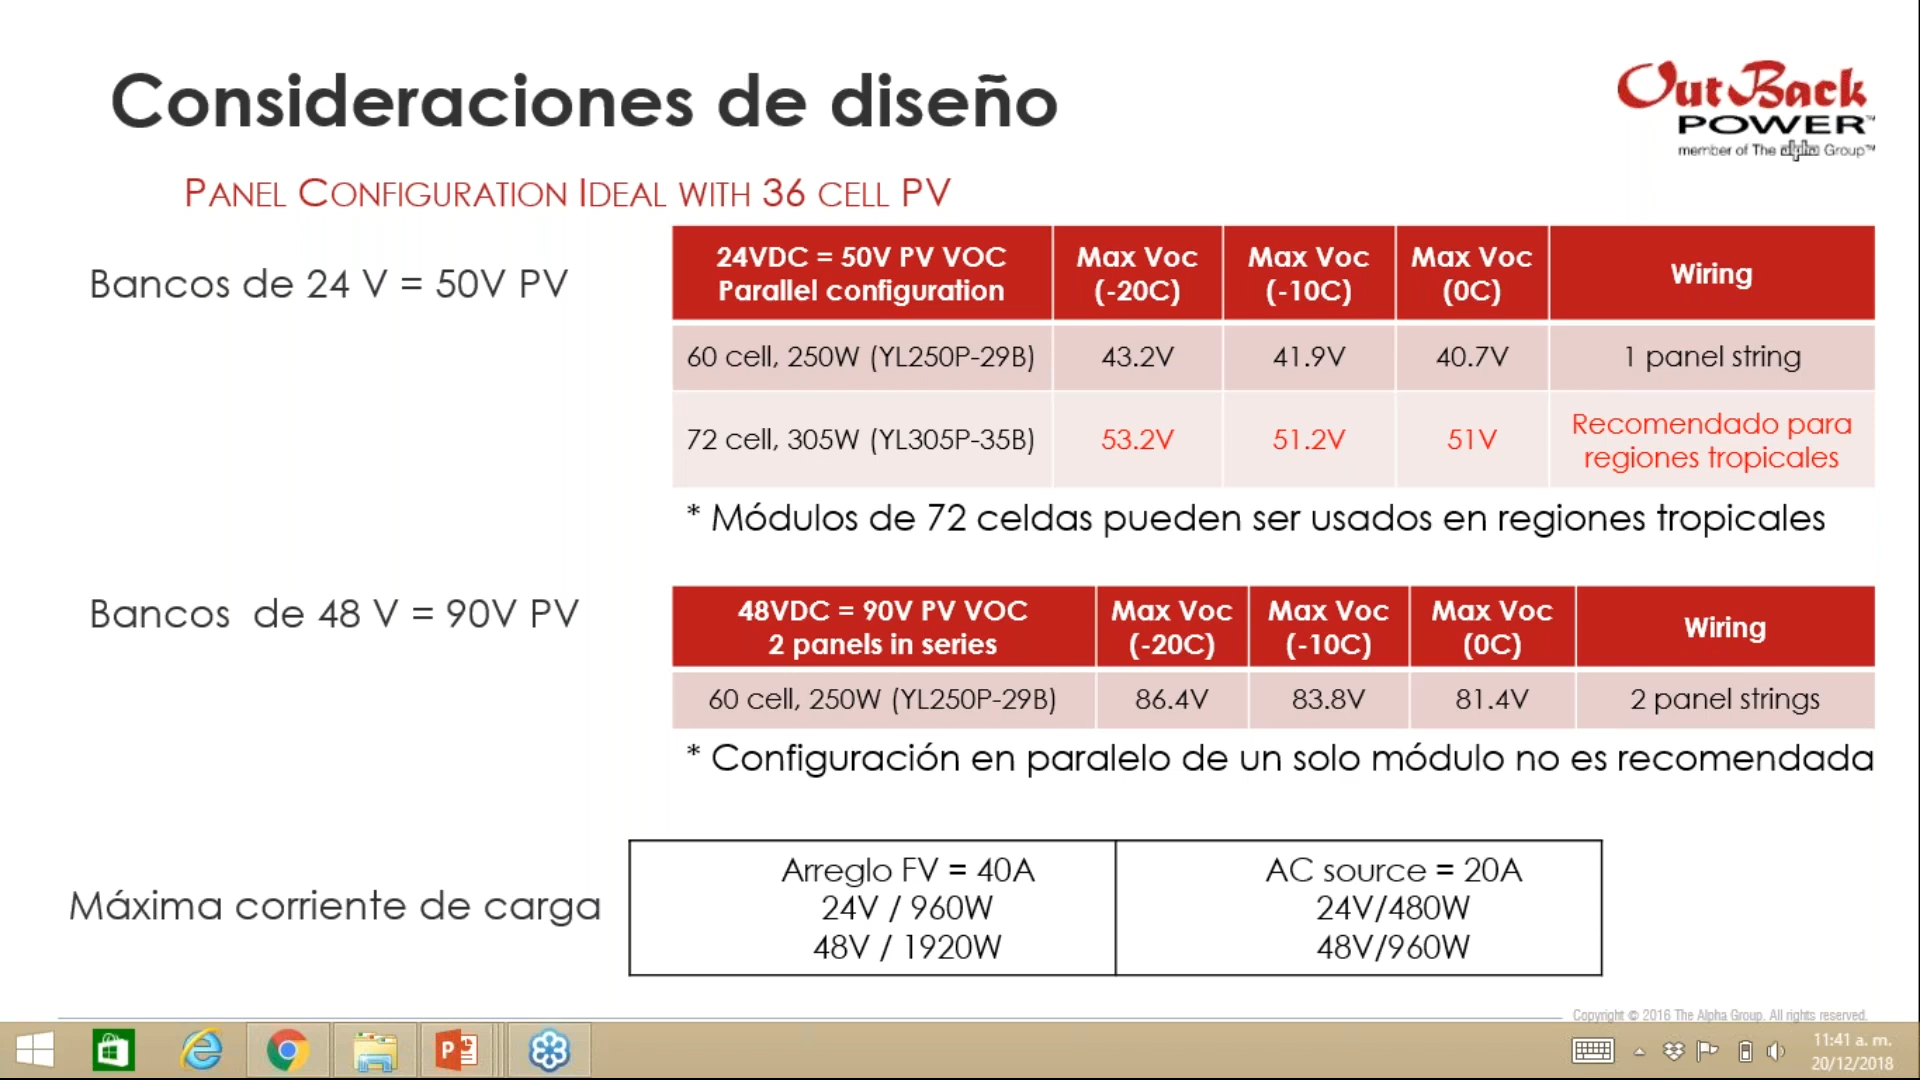 Consideraciones de diseño
OutBack
POWER™
member of The alpha Group™
PANEL CONFIGURATION IDEAL WITH 36 CELL PV
Bancos de 24 V = 50V PV
24VDC = 50V PV VOC
Parallel configuration
Max Voc
(-20C)
Max Voc
(-10C)
Max Voc
(0C)
Wiring
60 cell, 250W (YL250P-29B)
43.2V
41.9V
40.7V
1 panel string
72 cell, 305W (YL305P-35B)
53.2V
51.2V
51V
Recomendado para
regiones tropicales
* Módulos de 72 celdas pueden ser usados en regiones tropicales
Bancos de 48 V = 90V PV
48VDC = 90V PV VOC
2 panels in series
Max Voc
(-20C)
Max Voc
(-10C)
Max Voc
(0C)
Wiring
60 cell, 250W (YL250P-29B)
86.4V
83.8V
81.4V
2 panel strings
* Configuración en paralelo de un solo módulo no es recomendada
Máxima corriente de carga
Arreglo FV = 40A
24V / 960W
48V / 1920W
AC source = 20A
24V/480W
48V/960W
Copyright © 2016 The Alpha Group. All rights reserved.
11:41 a. m.
20/12/2018